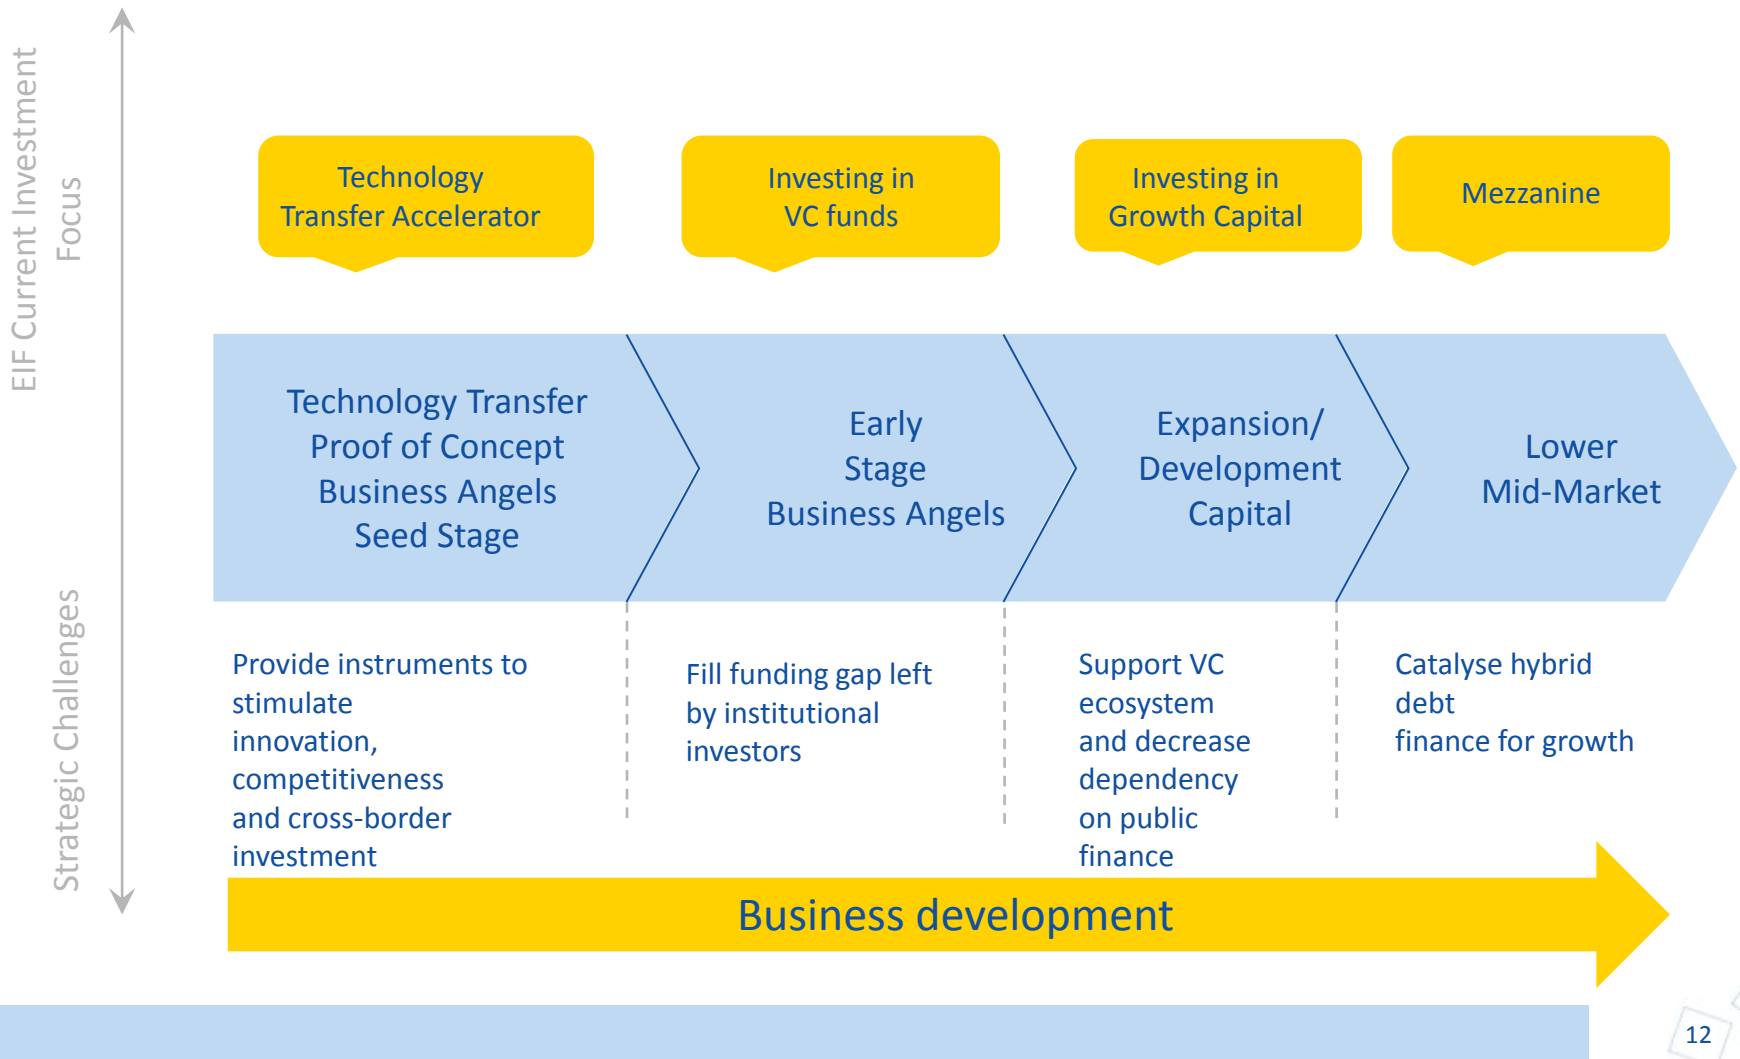 EIF Current Investment
Focus
Strategic Challenges
Technology
Transfer Accelerator
Investing in
VC funds
Investing in
Growth Capital
Mezzanine
Technology Transfer
Proof of Concept
Business Angels
Seed Stage
Early
Stage
Business Angels
Expansion/
Development
Capital
Lower
Mid-Market
Provide instruments to
stimulate
innovation,
competitiveness
and cross-border
investment
Fill funding gap left
by institutional
investors
Support VC
ecosystem
and decrease
dependency
on public
finance
Catalyse hybrid
debt
finance for growth
Business development
12